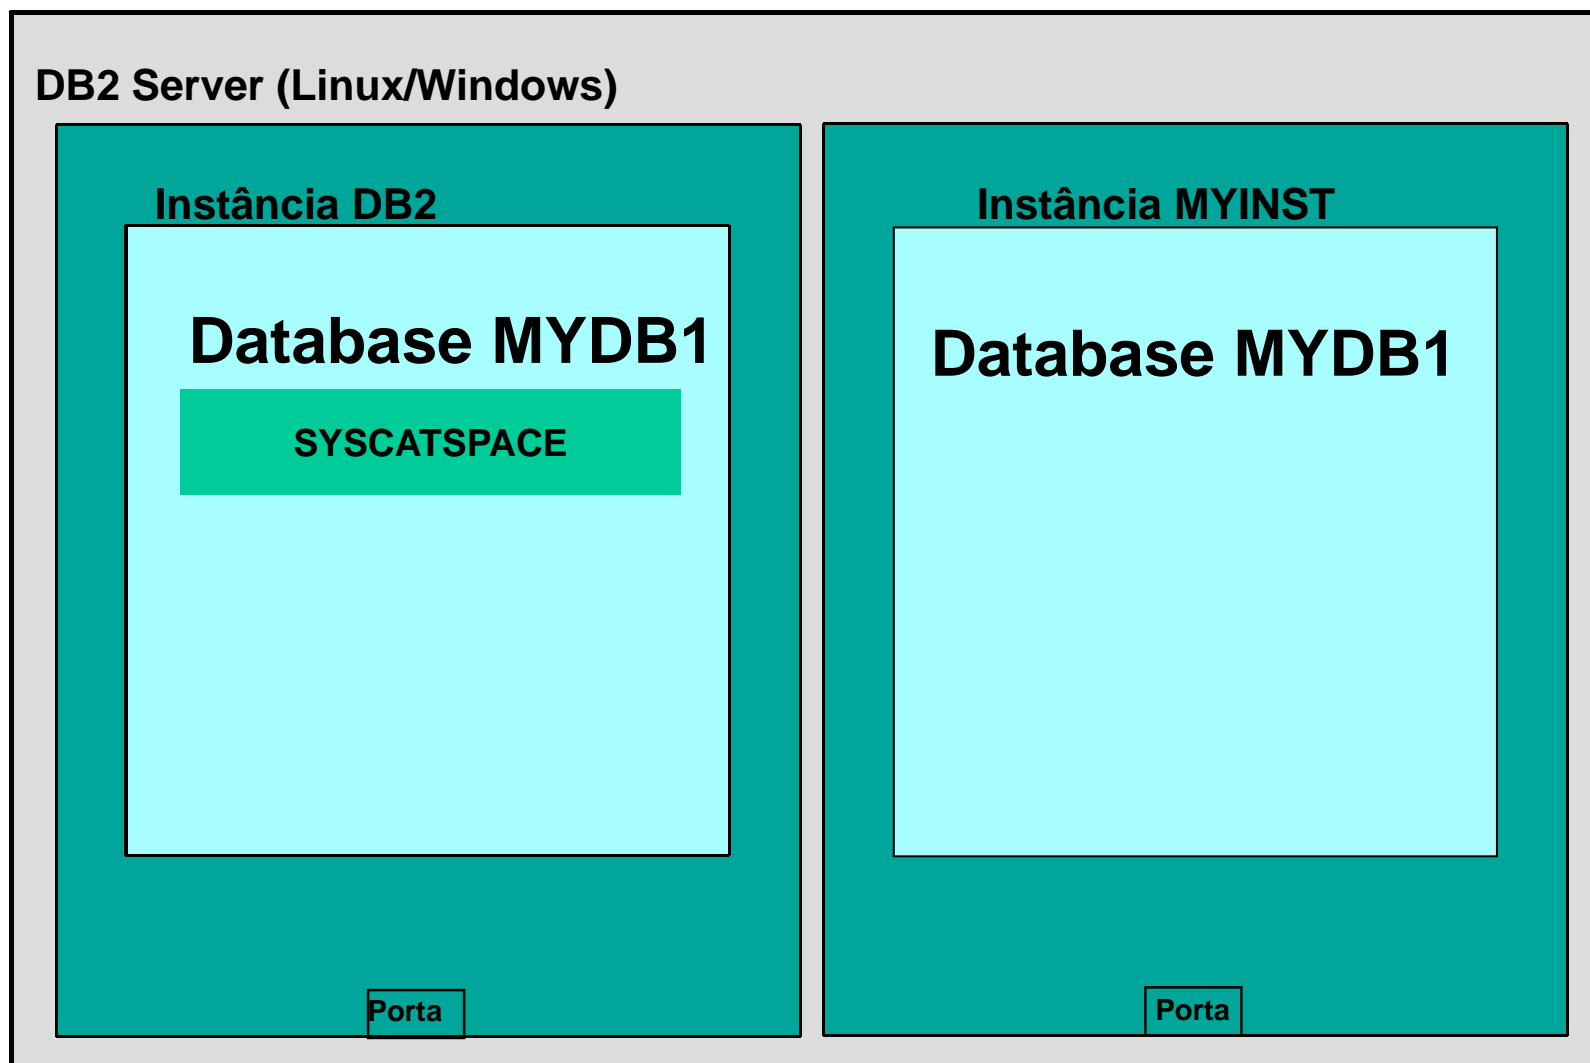 DB2 Server (Linux/Windows)
Instância DB2
Database MYDB1
SYSCATSPACE
Porta
Instância MYINST
Database MYDB1
Porta